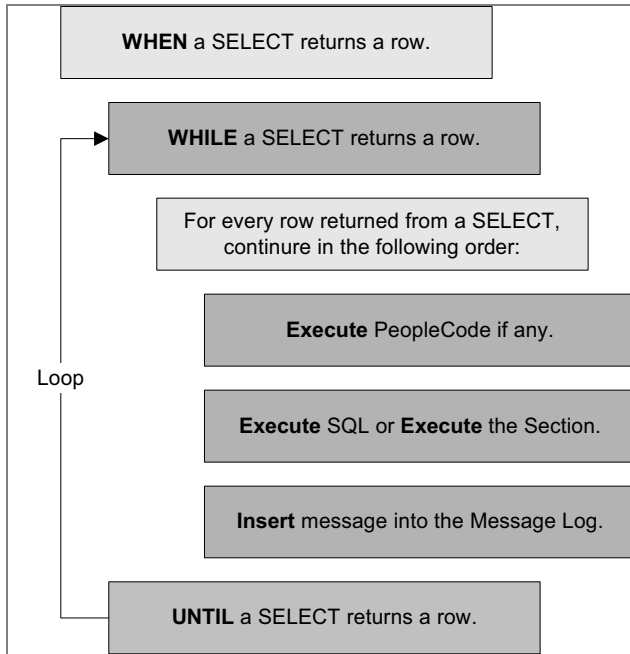 WHEN a SELECT returns a row.
WHILE a SELECT returns a row.
For every row returned from a SELECT,
continure in the following order:
Execute PeopleCode if any.
Loop
Execute SQL or Execute the Section.
Insert message into the Message Log.
UNTIL a SELECT returns a row.